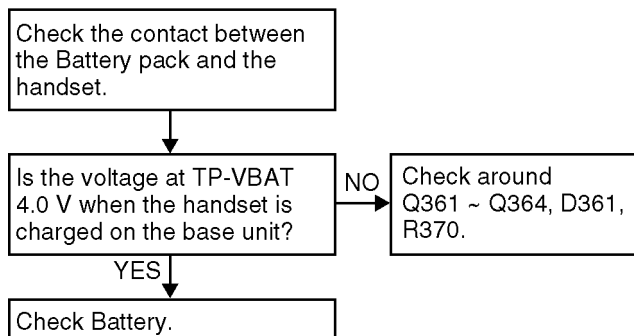 Check the contact between
the Battery pack and the
handset.
Is the voltage at TP-VBAT
4.0 V when the handset is
charged on the base unit?
NO
Check around
Q361 ~ Q364, D361,
R370.
YES
Check Battery.